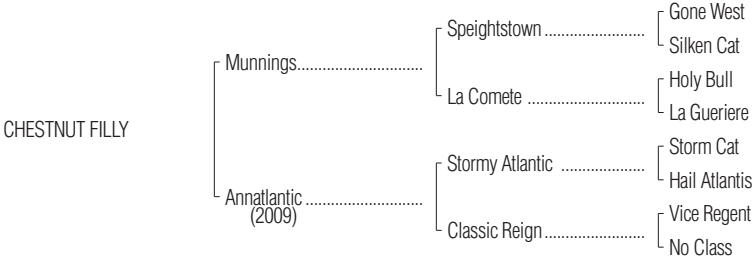 Gone West
Speightstown
Silken Cat
Munnings
Holy Bull
La Comete
La Gueriere
CHESTNUT FILLY
Storm Cat
Stormy Atlantic
Hail Atlantis
Annatlantic
(2009)
Vice Regent
Classic Reign
No Class